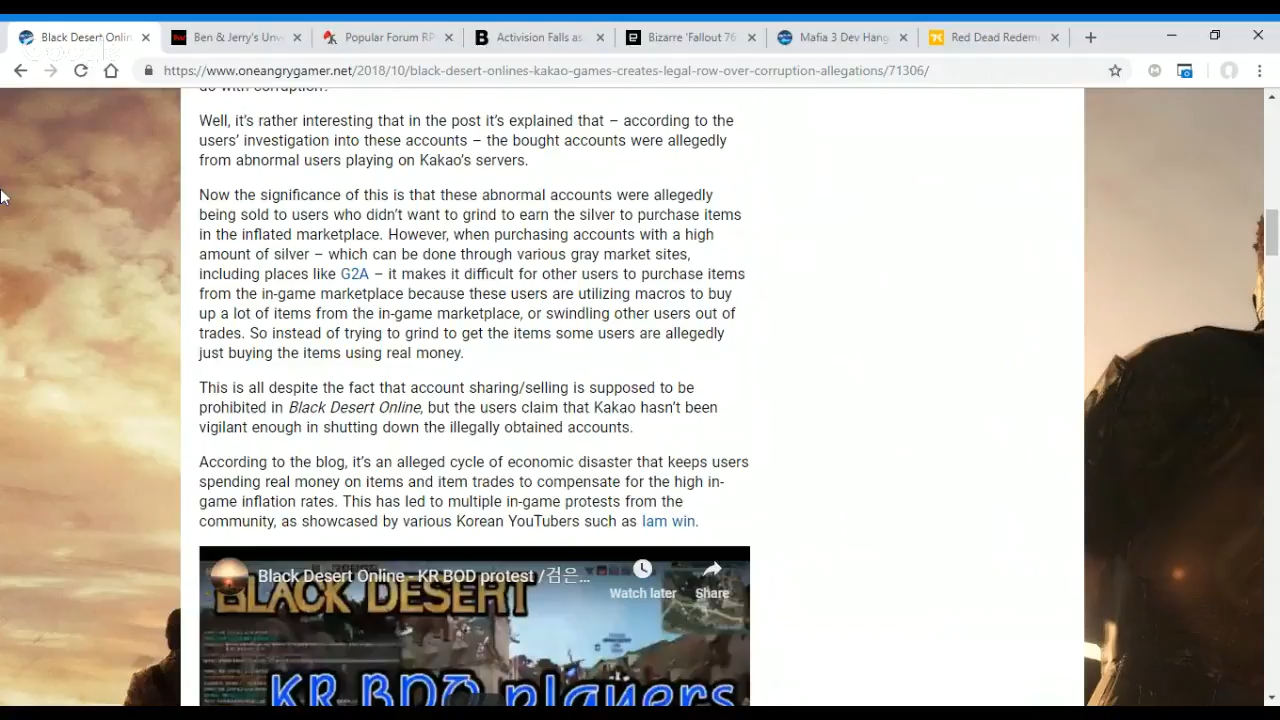 Black Desert Onlin
Ben & Jerry's Unv
Popular Forum RP
Activision Falls as
Bizarre 'Fallout 76
Mafia 3 Dev Hang
Red Dead Redemp
https://www.oneangrygamer.net/2018/10/black-desert-onlines-kakao-games-creates-legal-row-over-corruption-allegations/71306/
do with corruption?
Well, it's rather interesting that in the post it's explained that – according to the
users' investigation into these accounts – the bought accounts were allegedly
from abnormal users playing on Kakao's servers.
Now the significance of this is that these abnormal accounts were allegedly
being sold to users who didn't want to grind to earn the silver to purchase items
in the inflated marketplace. However, when purchasing accounts with a high
amount of silver – which can be done through various gray market sites,
including places like G2A – it makes it difficult for other users to purchase items
from the in-game marketplace because these users are utilizing macros to buy
up a lot of items from the in-game marketplace, or swindling other users out of
trades. So instead of trying to grind to get the items some users are allegedly
just buying the items using real money.
This is all despite the fact that account sharing/selling is supposed to be
prohibited in Black Desert Online, but the users claim that Kakao hasn't been
vigilant enough in shutting down the illegally obtained accounts.
According to the blog, it's an alleged cycle of economic disaster that keeps users
spending real money on items and item trades to compensate for the high in-
game inflation rates. This has led to multiple in-game protests from the
community, as showcased by various Korean YouTubers such as Iam win.
Black Desert Online - KR BOD protest /검은...
Watch later
Share
BLACK DESERT
KR BDO players